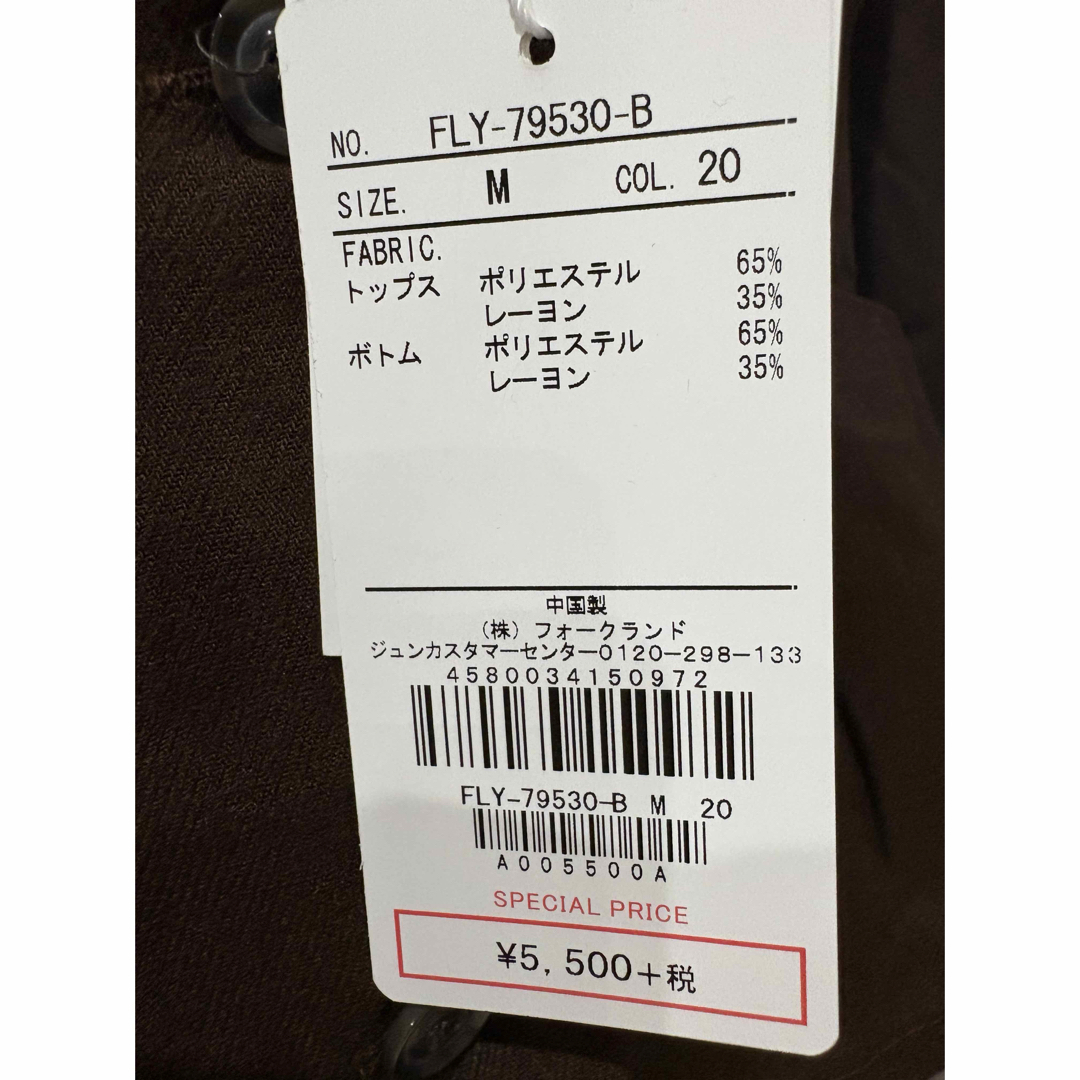 NO. FLY-79530-B
SIZE. M COL. 20
FABRIC.
トップス ポリエステル 65%
レーヨン 35%
ボトム ポリエステル 65%
レーヨン 35%
中国製
(株) フォークランド
ジュンカスタマーセンター0120-298-133
4580034150972
FLY-79530-B M 20
A005500A
SPECIAL PRICE
¥5,500+税